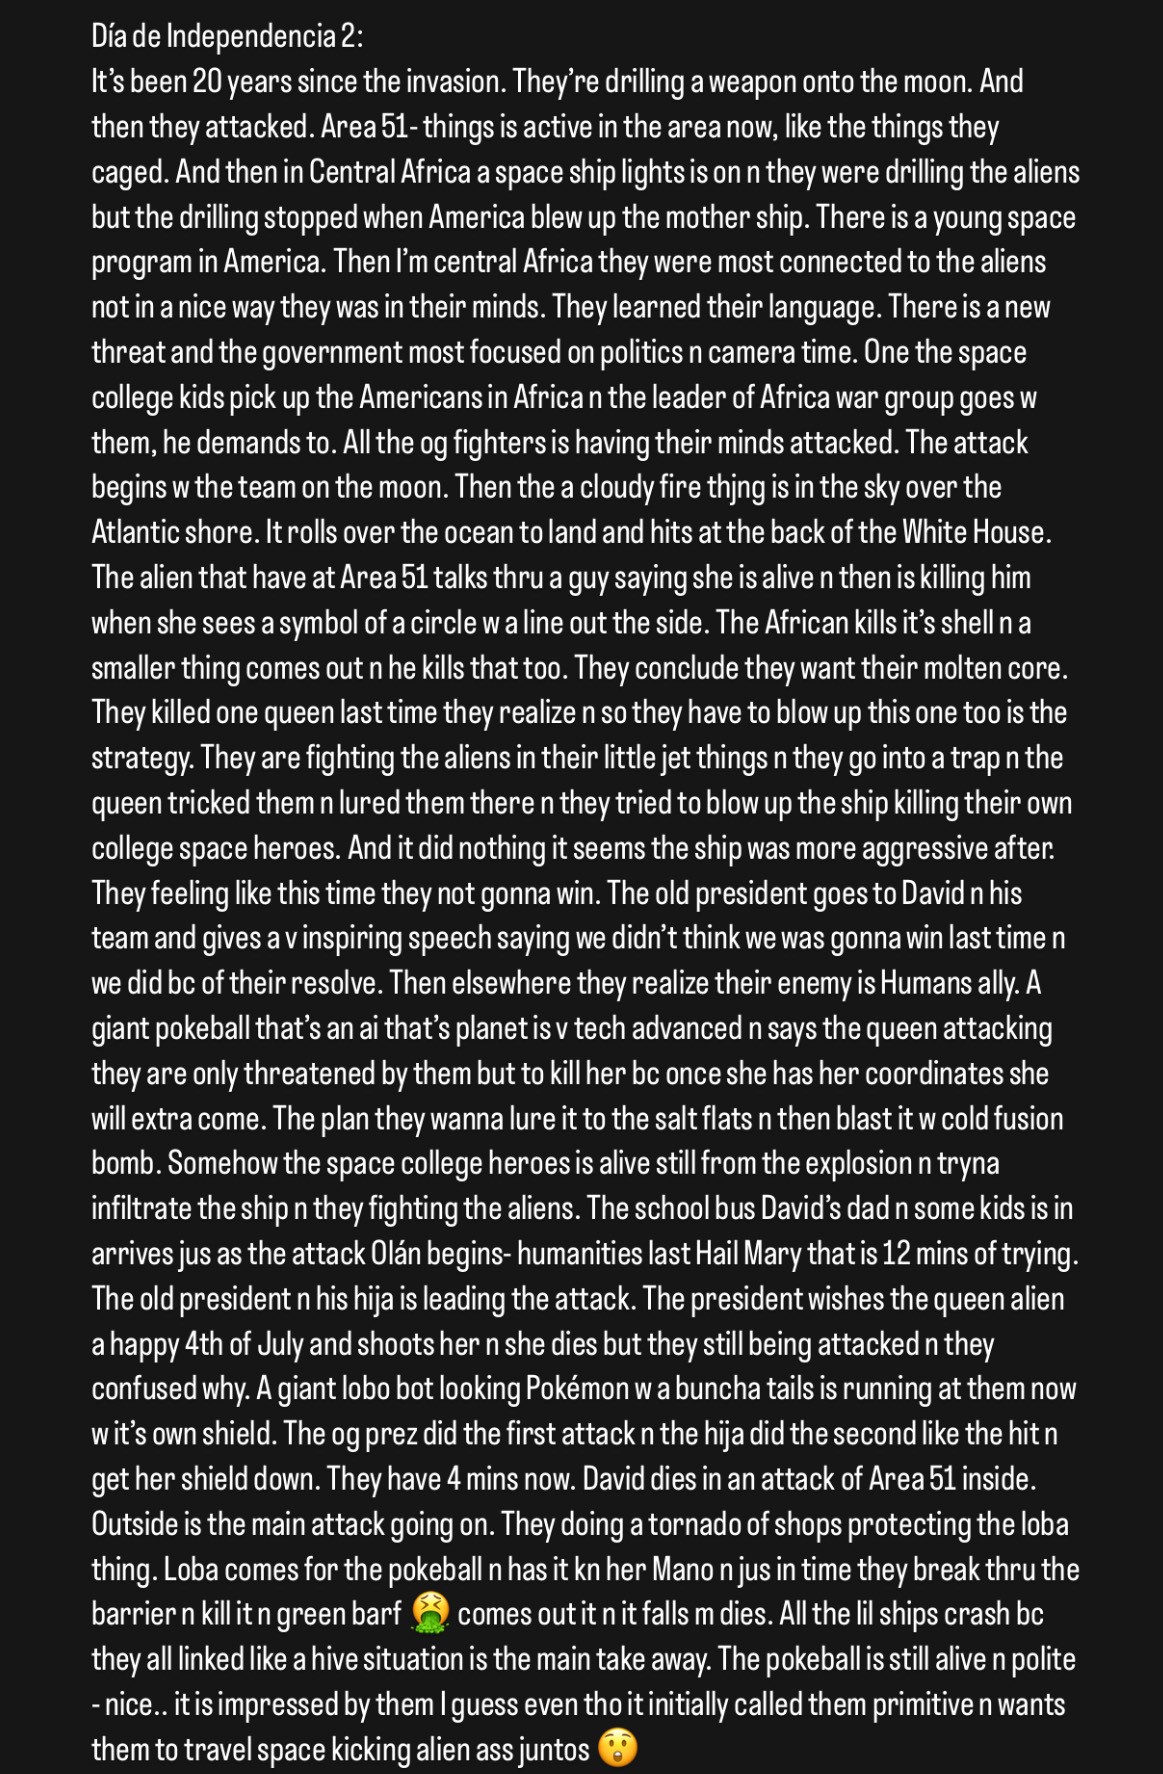 Día de Independencia 2:
It's been 20 years since the invasion. They're drilling a weapon onto the moon. And
then they attacked. Area 51- things is active in the area now, like the things they
caged. And then in Central Africa a space ship lights is on n they were drilling the aliens
but the drilling stopped when America blew up the mother ship. There is a young space
program in America. Then I'm central Africa they were most connected to the aliens
not in a nice way they was in their minds. They learned their language. There is a new
threat and the government most focused on politics n camera time. One the space
college kids pick up the Americans in Africa n the leader of Africa war group goes w
them, he demands to. All the og fighters is having their minds attacked. The attack
begins w the team on the moon. Then the a cloudy fire thjng is in the sky over the
Atlantic shore. It rolls over the ocean to land and hits at the back of the White House.
The alien that have at Area 51 talks thru a guy saying she is alive n then is killing him
when she sees a symbol of a circle w a line out the side. The African kills it's shell n a
smaller thing comes out n he kills that too. They conclude they want their molten core.
They killed one queen last time they realize n so they have to blow up this one too is the
strategy. They are fighting the aliens in their little jet things n they go into a trap n the
queen tricked them n lured them there n they tried to blow up the ship killing their own
college space heroes. And it did nothing it seems the ship was more aggressive after.
They feeling like this time they not gonna win. The old president goes to David n his
team and gives a v inspiring speech saying we didn't think we was gonna win last time n
we did bc of their resolve. Then elsewhere they realize their enemy is Humans ally. A
giant pokeball that's an ai that's planet is v tech advanced n says the queen attacking
they are only threatened by them but to kill her bc once she has her coordinates she
will extra come. The plan they wanna lure it to the salt flats n then blast it w cold fusion
bomb. Somehow the space college heroes is alive still from the explosion n tryna
infiltrate the ship n they fighting the aliens. The school bus David's dad n some kids is in
arrives jus as the attack Olán begins- humanities last Hail Mary that is 12 mins of trying.
The old president n his hija is leading the attack. The president wishes the queen alien
a happy 4th of July and shoots her n she dies but they still being attacked n they
confused why. A giant lobo bot looking Pokémon w a buncha tails is running at them now
w it's own shield. The og prez did the first attack n the hija did the second like the hit n
get her shield down. They have 4 mins now. David dies in an attack of Area 51 inside.
Outside is the main attack going on. They doing a tornado of shops protecting the loba
thing. Loba comes for the pokeball n has it kn her Mano n jus in time they break thru the
barrier n kill it n green barf 🤮 comes out it n it falls m dies. All the lil ships crash bc
they all linked like a hive situation is the main take away. The pokeball is still alive n polite
- nice.. it is impressed by them I guess even tho it initially called them primitive n wants
them to travel space kicking alien ass juntos 😲